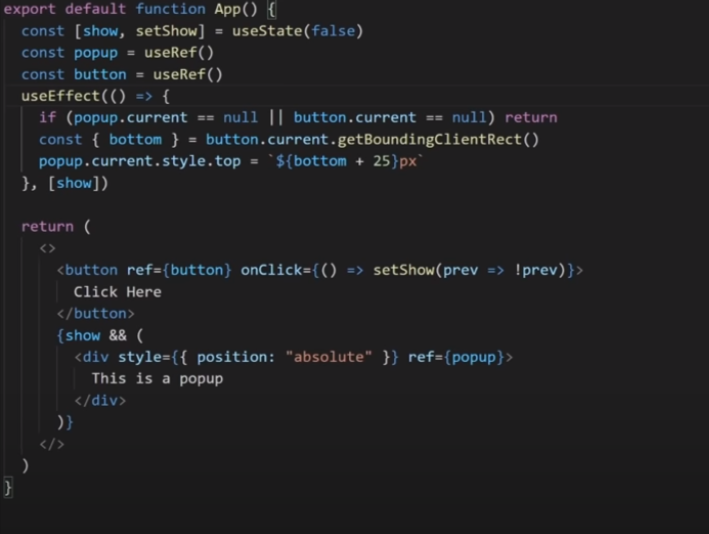 export default function App() {
  const [show, setShow] = useState(false)
  const popup = useRef()
  const button = useRef()
  useEffect(() => {
    if (popup.current == null || button.current == null) return
    const { bottom } = button.current.getBoundingClientRect()
    popup.current.style.top = `${bottom + 25}px`
  }, [show])

  return (
    <>
      <button ref={button} onClick={() => setShow(prev => !prev)}>
        Click Here
      </button>
      {show && (
        <div style={{ position: "absolute" }} ref={popup}>
          This is a popup
        </div>
      )}
    </>
  )
}